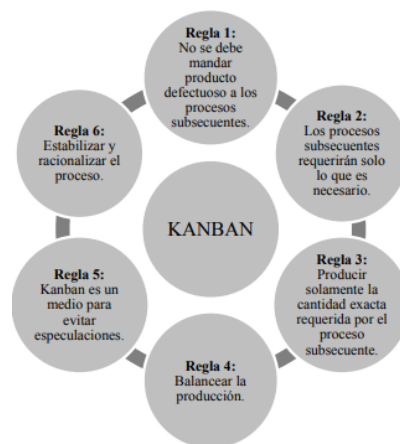 Regla 1:
No se debe
mandar
producto
defectuoso a los
procesos
subsecuentes.
Regla 2:
Los procesos
subsecuentes
requerirán solo
lo que es
necesario.
Regla 3:
Producir
solamente la
cantidad exacta
requerida por el
proceso
subsecuente.
Regla 4:
Balancear la
producción.
Regla 5:
Kanban es un
medio para
evitar
especulaciones.
Regla 6:
Estabilizar y
racionalizar el
proceso.
KANBAN